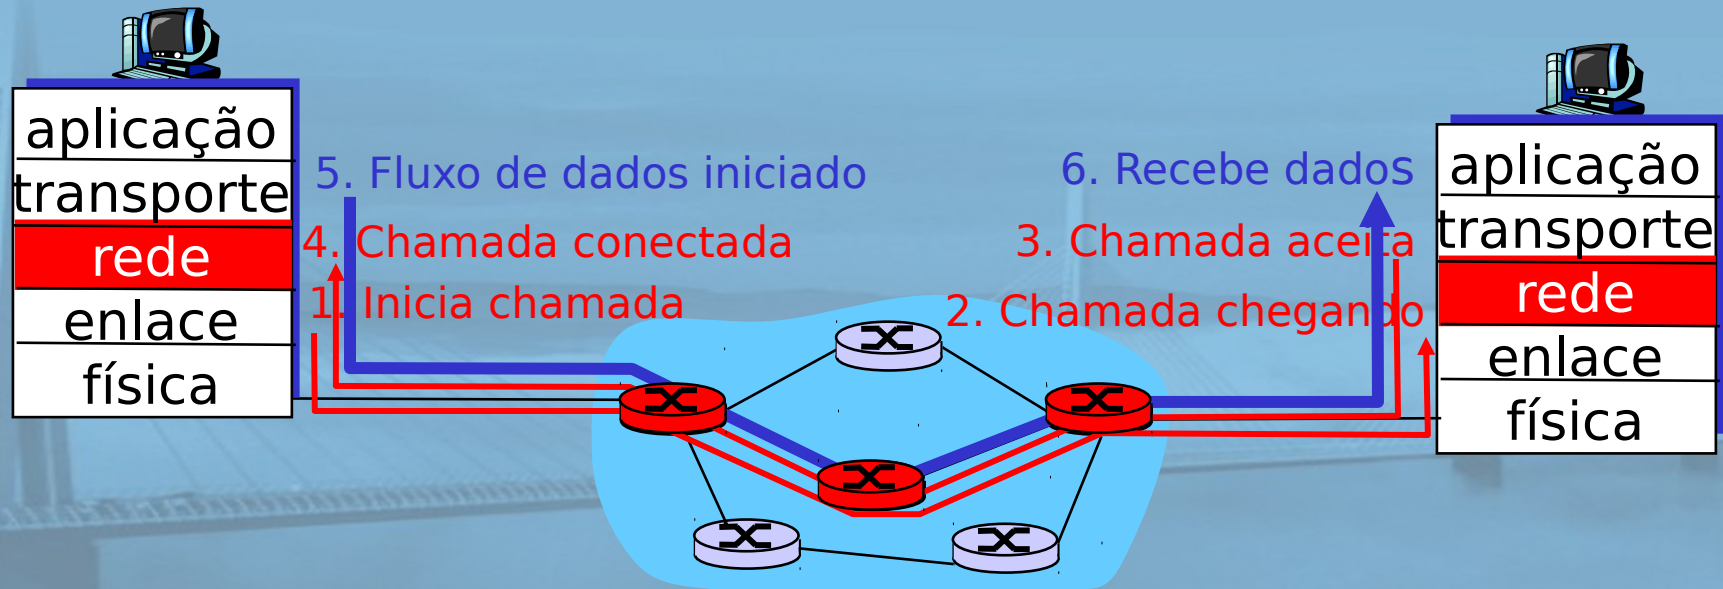 aplicação
transporte
rede
enlace
física
5. Fluxo de dados iniciado
4. Chamada conectada
1. Inicia chamada
6. Recebe dados
3. Chamada aceita
2. Chamada chegando
aplicação
transporte
rede
enlace
física